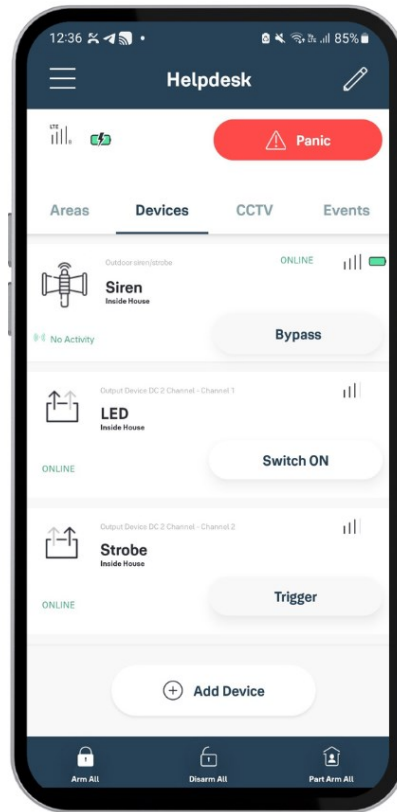 12:36 85%
Helpdesk
LTE
Panic
Areas Devices CCTV Events
Outdoor siren/strobe
ONLINE
Siren
Inside House
No Activity
Bypass
Output Device DC 2 Channel - Channel 1
LED
Inside House
ONLINE
Switch ON
Output Device DC 2 Channel - Channel 2
Strobe
Inside House
ONLINE
Trigger
Add Device
Arm All Disarm All Part Arm All